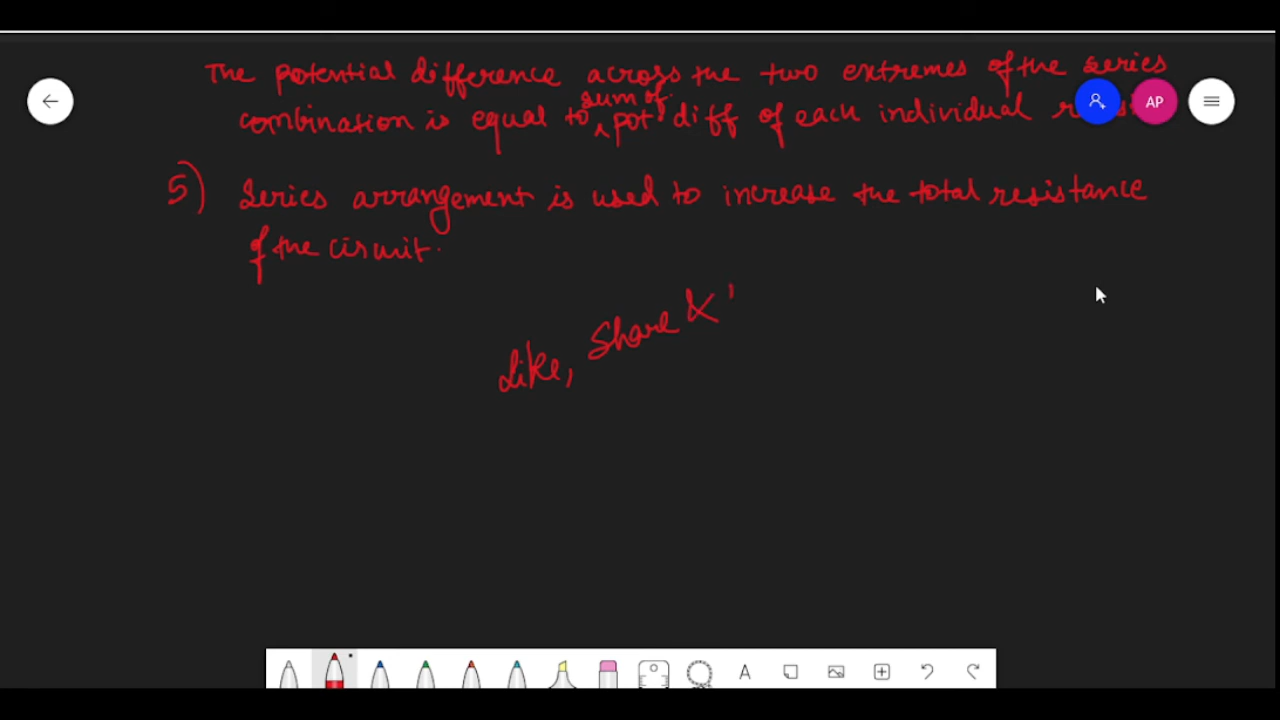 The potential difference across the two extremes of the series
combination is equal to sum of pot diff of each individual
5) Series arrangement is used to increase the total resistance
of the circuit.
Like, Share &
AP
A